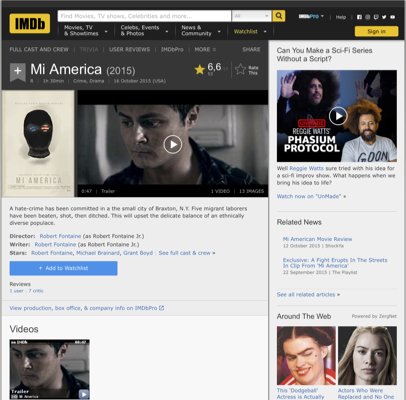 IMDb
Find Movies, TV shows, Celebrities and more...
All
IMDbPro
Help
Movies, TV
& Showtimes
Celebs, Events
& Photos
News &
Community
Watchlist
Sign in
FULL CAST AND CREW | TRIVIA | USER REVIEWS | IMDbPro | MORE
SHARE
Mi America (2015)
R | 1h 30min | Crime, Drama | 16 October 2015 (USA)
6,6
Rate
This
0:47 | Trailer
1 VIDEO | 13 IMAGES
A hate-crime has been committed in a the small city of Braxton, N.Y. Five migrant laborers
have been beaten, shot, then ditched. This will upset the delicate balance of an ethnically
diverse populace.
Director: Robert Fontaine (as Robert Fontaine Jr.)
Writer: Robert Fontaine (as Robert Fontaine Jr.)
Stars: Robert Fontaine, Michael Brainard, Grant Boyd | See full cast & crew »
+ Add to Watchlist
Reviews
1 user | 7 critic
View production, box office, & company info on IMDbPro
Videos
Trailer
Mi America
00:47
Can You Make a Sci-Fi Series
Without a Script?
REGGIE WATTS'
PHASIUM
PROTOCOL
Well Reggie Watts sure tried with his idea for
a sci-fi improv show. What happens when we
bring his idea to life?
Watch now on "UnMade" »
Related News
Mi American Movie Review
12 October 2015 | ShockYa
Exclusive: A Fight Erupts In The Streets
In Clip From 'Mi America'
22 September 2015 | The Playlist
See all related articles »
Around The Web
Powered by ZergNet
This 'Dodgeball'
Actress is Actually
Actors Who Were
Replaced and No One